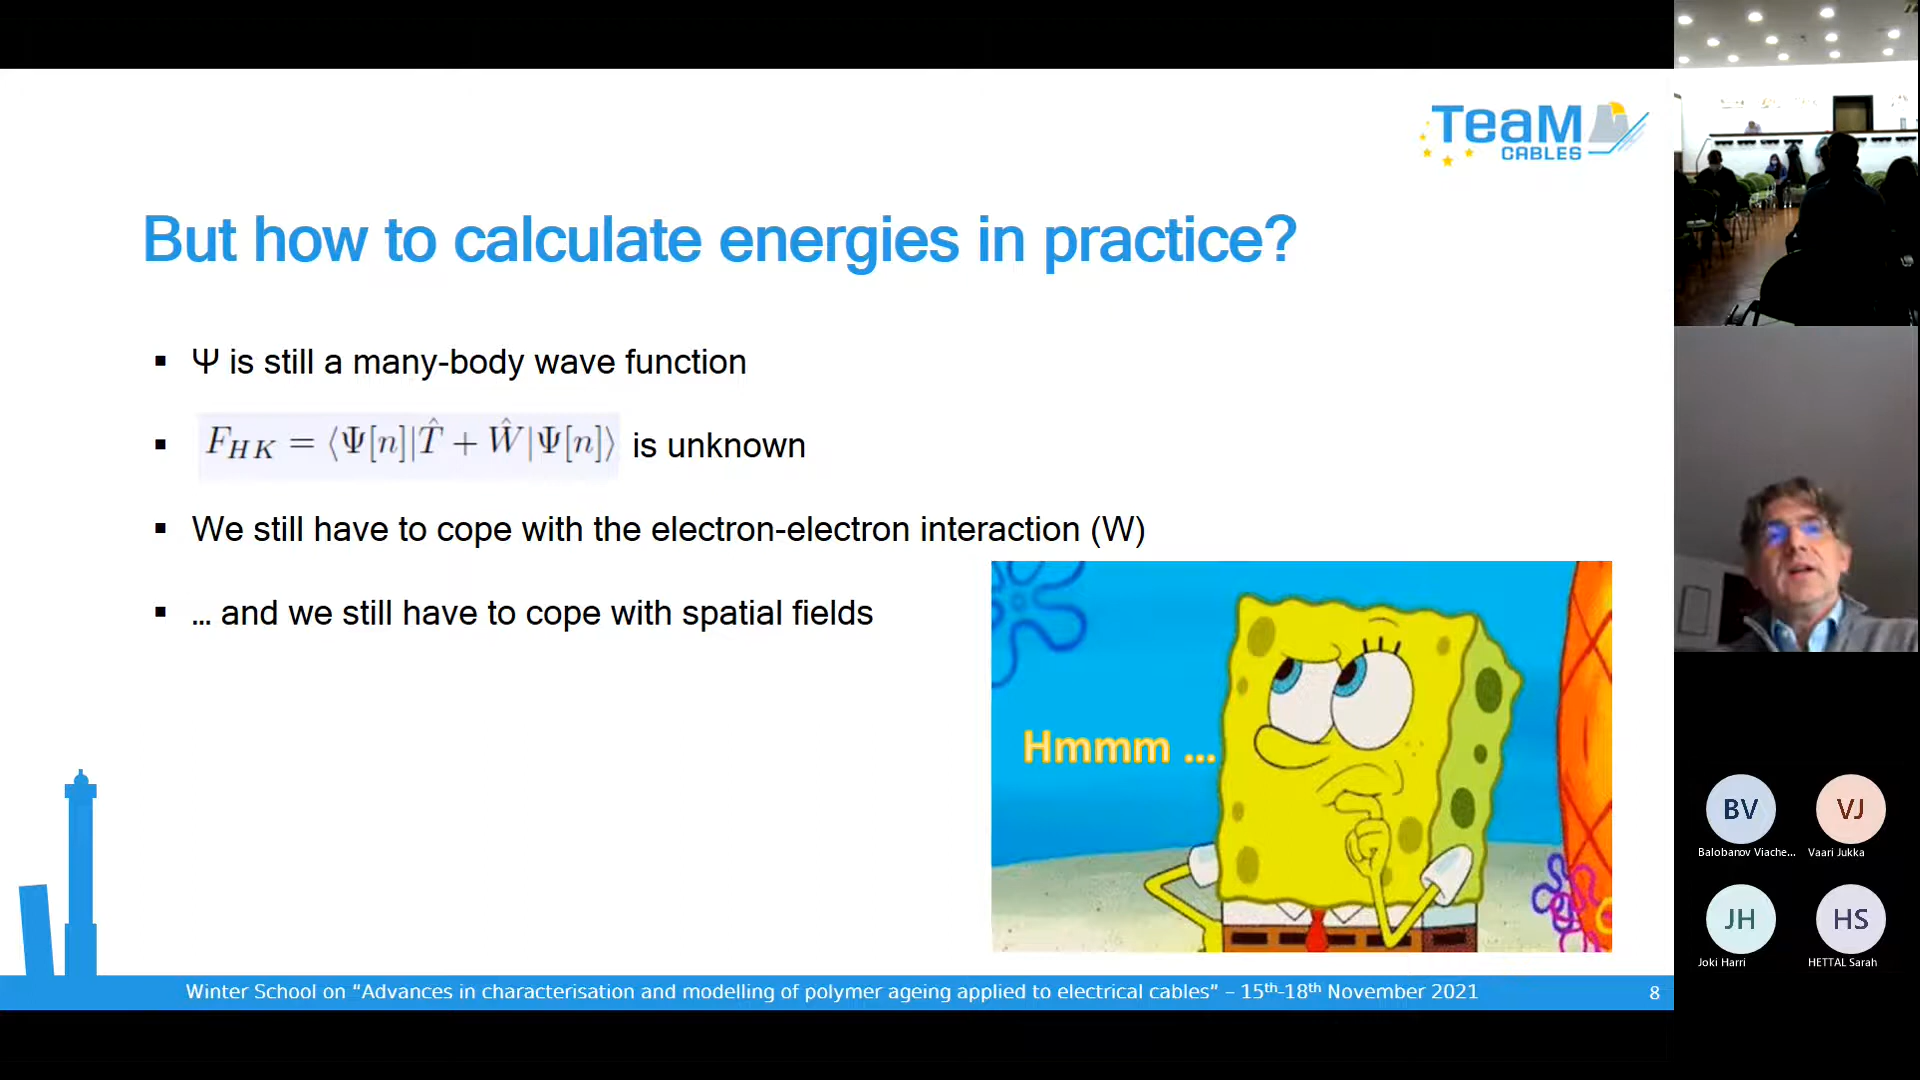 TeaM
CABLES
But how to calculate energies in practice?
▪ Ψ is still a many-body wave function
▪ F_{HK} = ⟨Ψ[n]|T̂ + Ŵ|Ψ[n]⟩ is unknown
▪ We still have to cope with the electron-electron interaction (W)
▪ ... and we still have to cope with spatial fields
Hmmm ...
Winter School on “Advances in characterisation and modelling of polymer ageing applied to electrical cables” – 15th-18th November 2021
8
BV
Balobanov Viache...
VJ
Vaari Jukka
JH
Joki Harri
HS
HETTAL Sarah